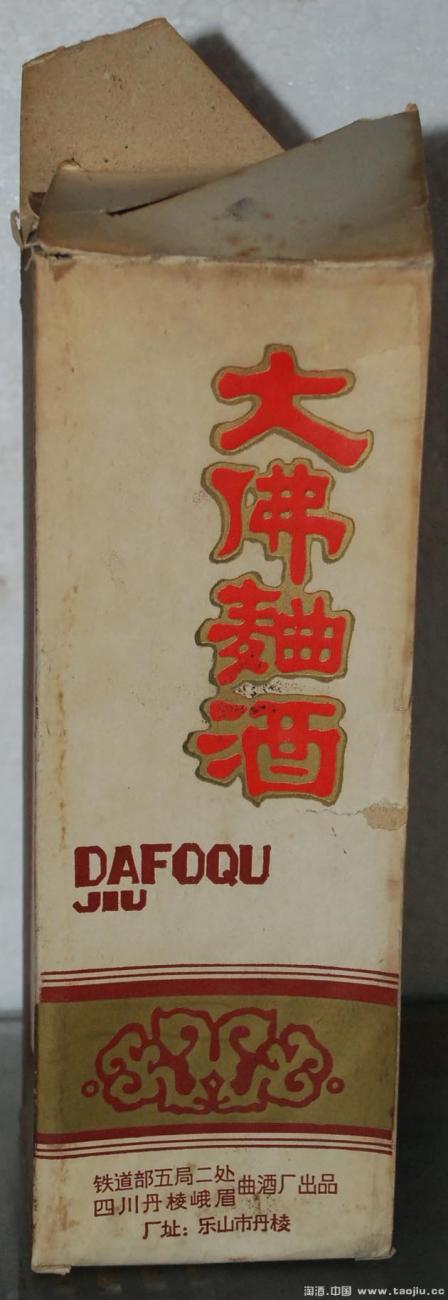 大佛麯酒
DAFOQU
JIU
铁道部五局二处
四川丹棱峨眉
曲酒厂出品
厂址：乐山市丹棱
淘酒.中国 www.taojiu.cc